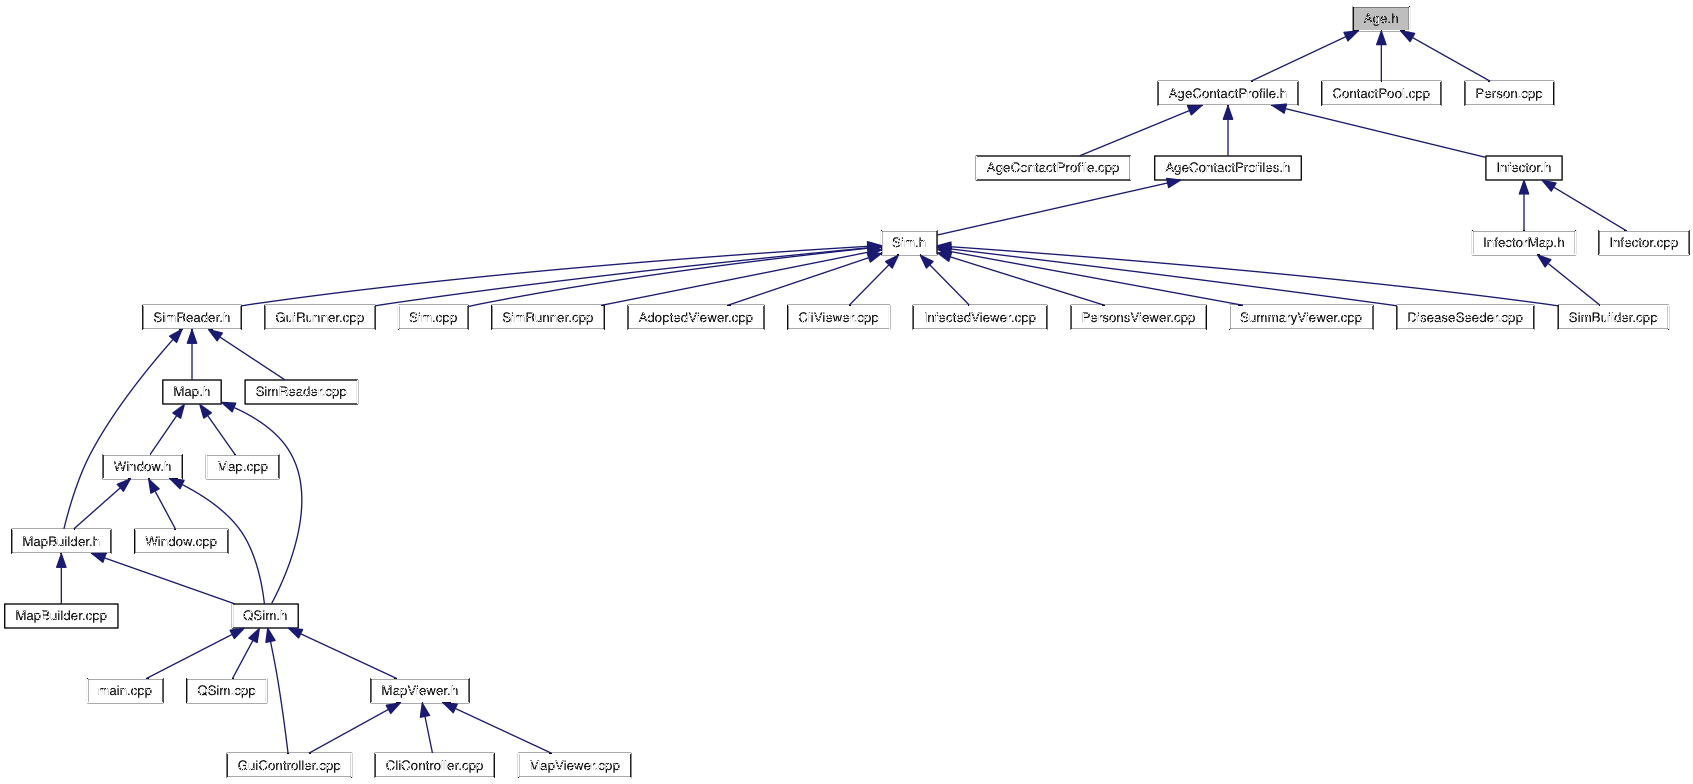 Age.h
AgeContactProfile.h
ContactPool.cpp
Person.cpp
AgeContactProfile.cpp
AgeContactProfiles.h
Infector.h
Sim.h
InfectorMap.h
Infector.cpp
SimReader.h
GuiRunner.cpp
Sim.cpp
SimRunner.cpp
AdoptedViewer.cpp
CliViewer.cpp
InfectedViewer.cpp
PersonsViewer.cpp
SummaryViewer.cpp
DiseaseSeeder.cpp
SimBuilder.cpp
Map.h
SimReader.cpp
Window.h
Map.cpp
MapBuilder.h
Window.cpp
MapBuilder.cpp
QSim.h
main.cpp
QSim.cpp
MapViewer.h
GuiController.cpp
CliController.cpp
MapViewer.cpp